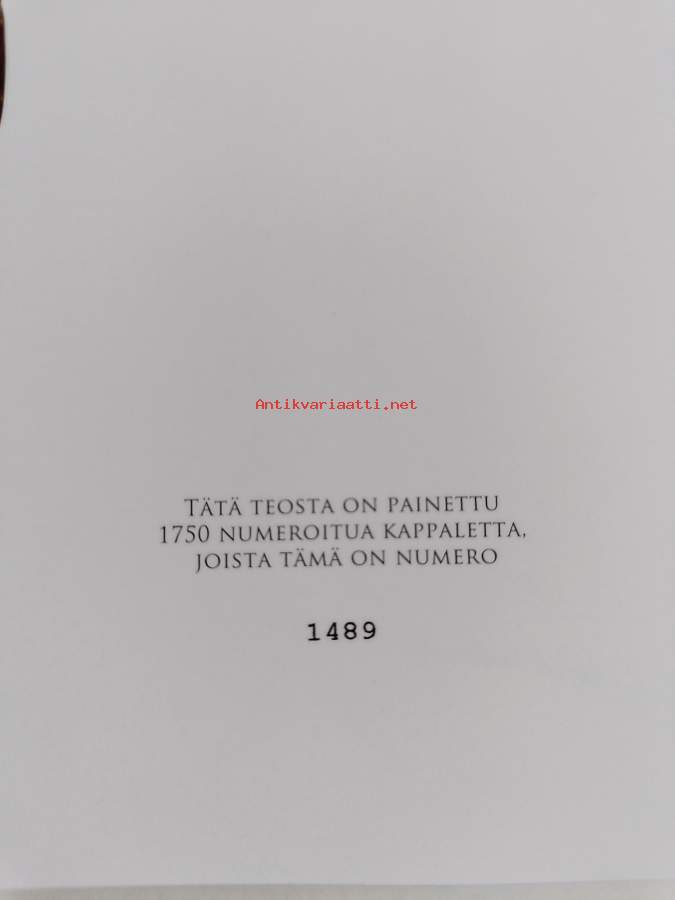 Antikvariaatti.net
Tätä teosta on painettu
1750 numeroitua kappaletta,
joista tämä on numero
1489